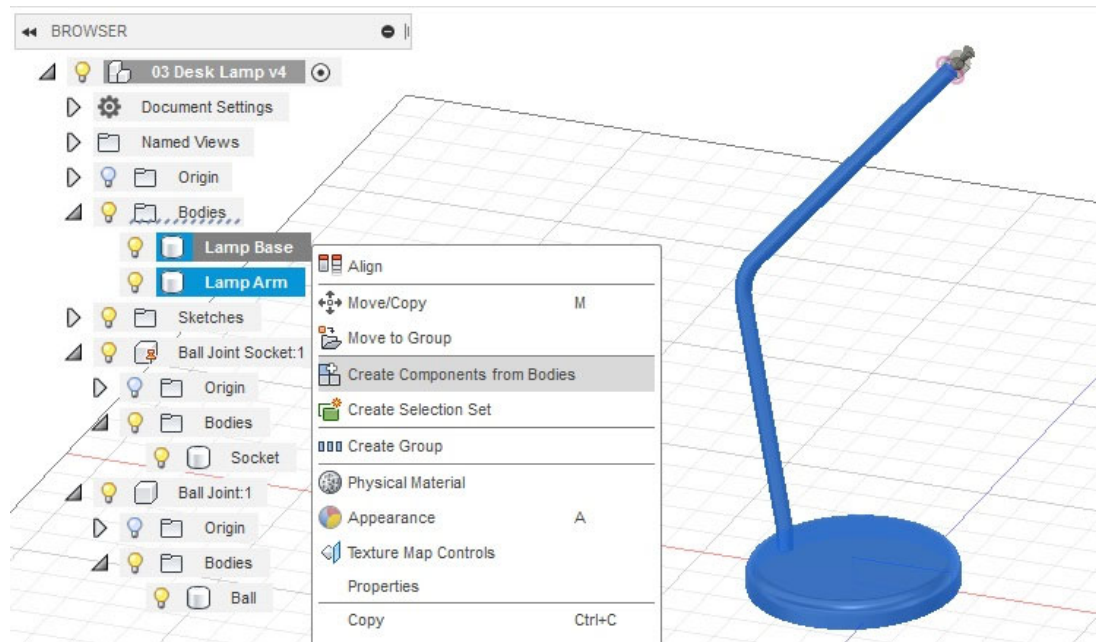 BROWSER
03 Desk Lamp v4
Document Settings
Named Views
Origin
Bodies
Lamp Base
Lamp Arm
Sketches
Ball Joint Socket:1
Origin
Bodies
Socket
Ball Joint:1
Origin
Bodies
Ball
Align
Move/Copy M
Move to Group
Create Components from Bodies
Create Selection Set
Create Group
Physical Material
Appearance A
Texture Map Controls
Properties
Copy Ctrl+C